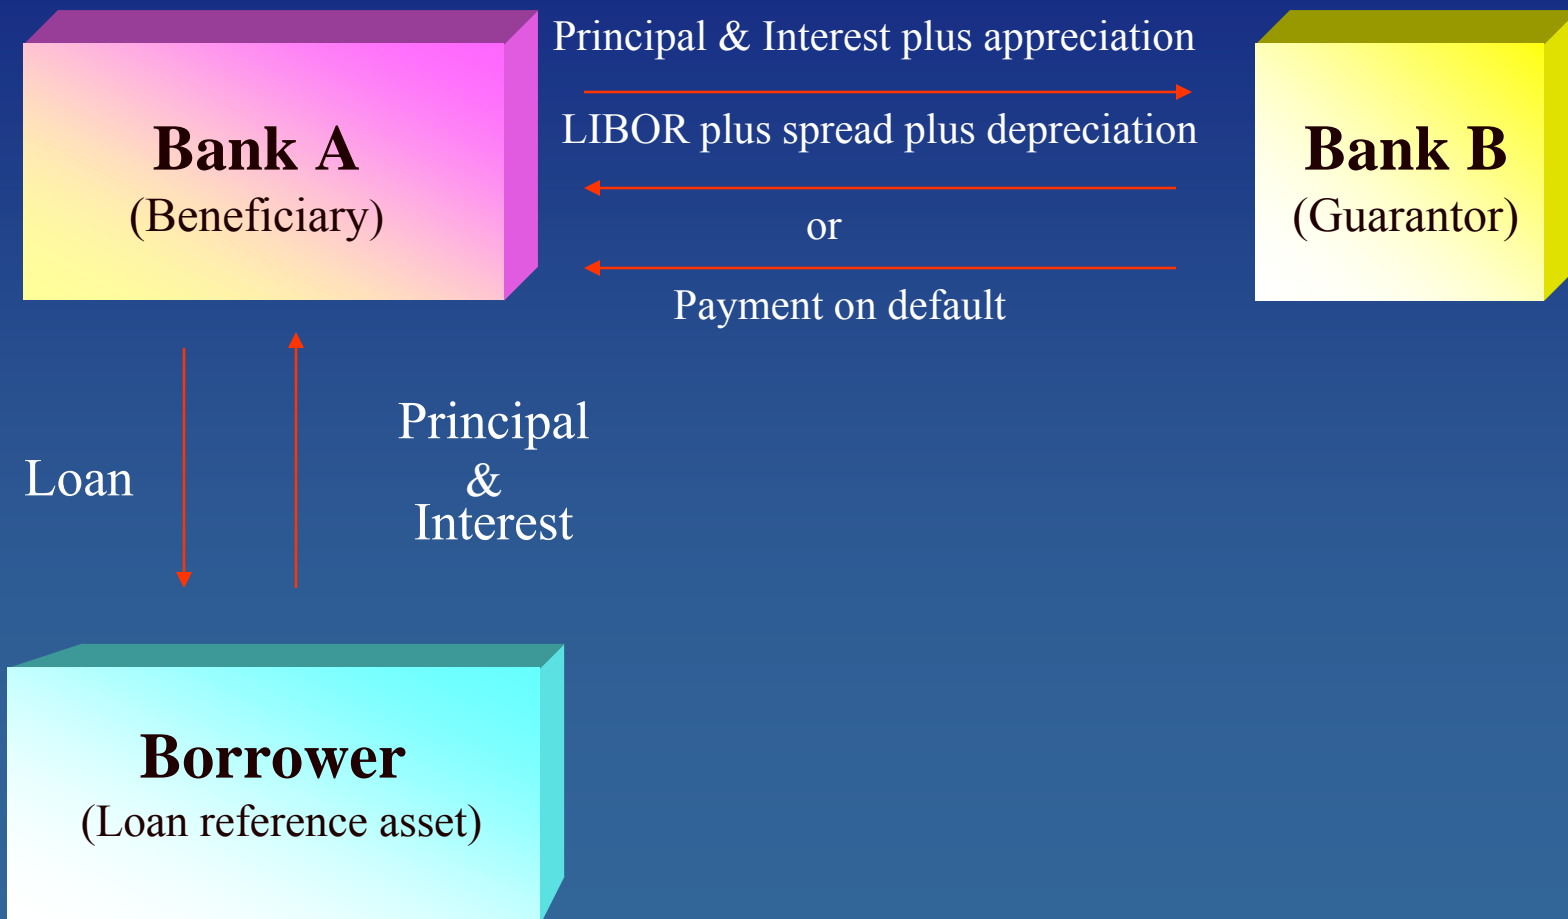 Principal & Interest plus appreciation
Bank A
(Beneficiary)
LIBOR plus spread plus depreciation
or
Payment on default
Bank B
(Guarantor)
Loan
Principal
&
Interest
Borrower
(Loan reference asset)